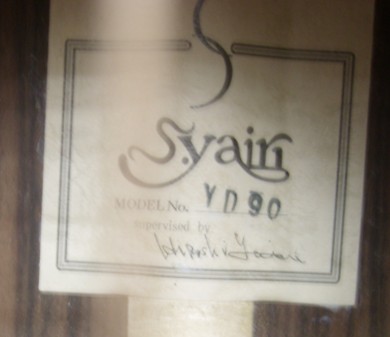 S.yairi
MODEL No. YD90
supervised by